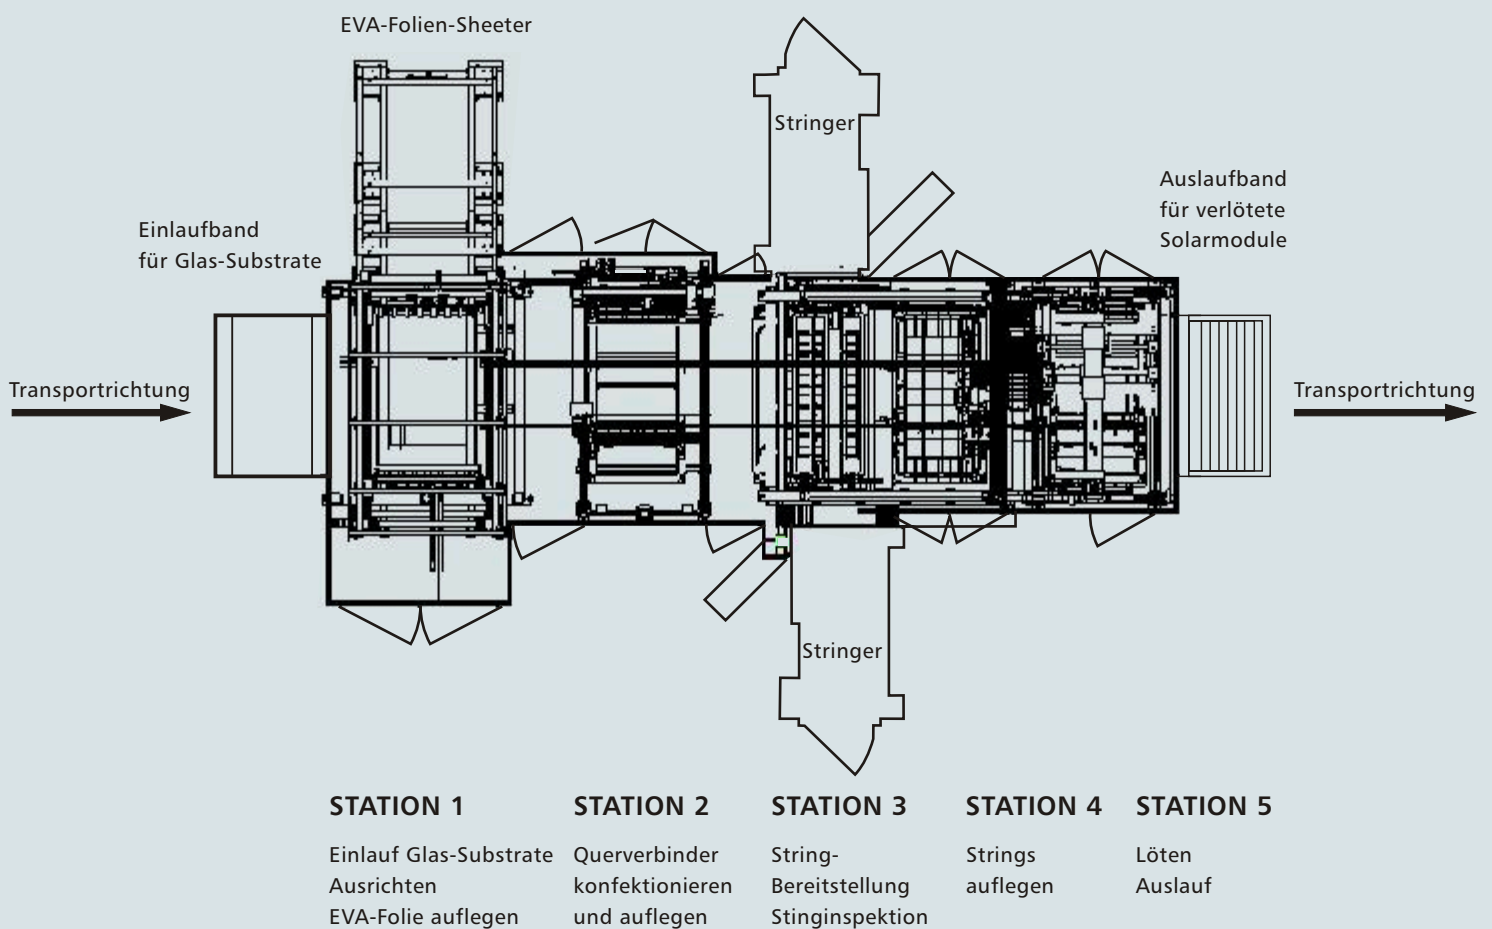 EVA-Folien-Sheeter
Stringer
Auslaufband
für verlötete
Solarmodule
Einlaufband
für Glas-Substrate
Transportrichtung
Transportrichtung
Stringer
STATION 1
Einlauf Glas-Substrate
Ausrichten
EVA-Folie auflegen
STATION 2
Querverbinder
konfektionieren
und auflegen
STATION 3
String-
Bereitstellung
Stinginspektion
STATION 4
Strings
auflegen
STATION 5
Löten
Auslauf